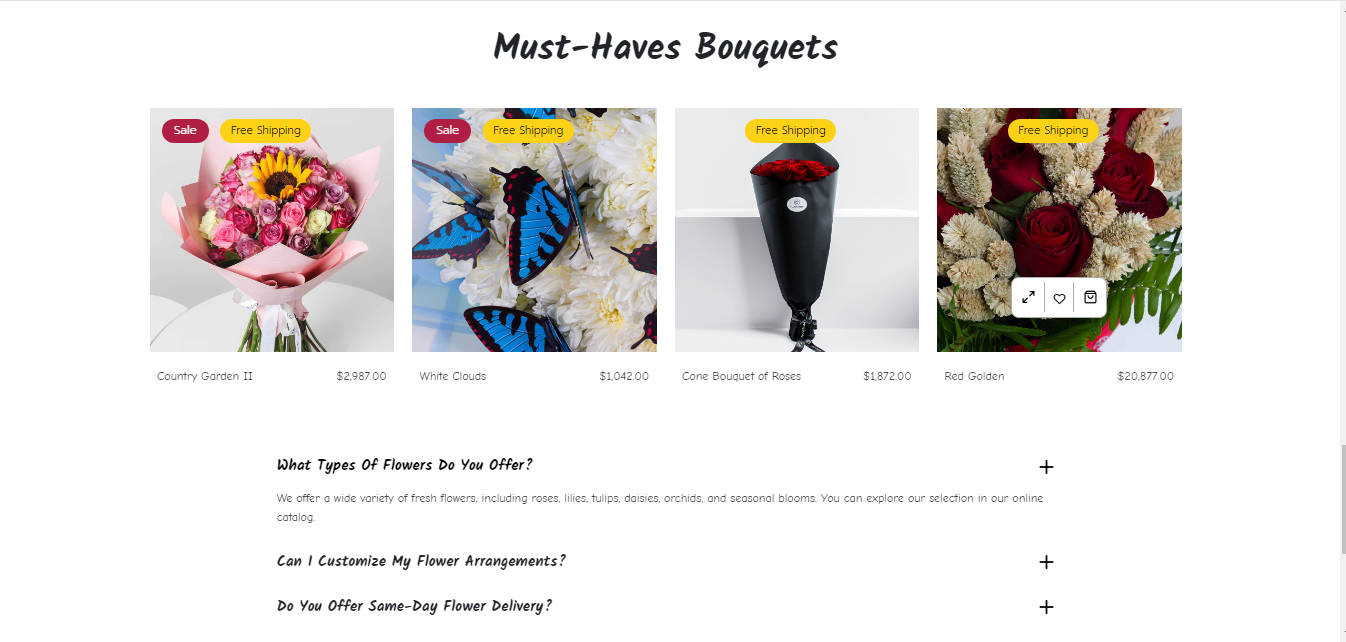 Must-Haves Bouquets
Sale Free Shipping
Sale Free Shipping
Free Shipping
Free Shipping
Country Garden II $2,987.00
White Clouds $1,042.00
Cone Bouquet of Roses $1,872.00
Red Golden $20,877.00
What Types Of Flowers Do You Offer?
We offer a wide variety of fresh flowers, including roses, lilies, tulips, daisies, orchids, and seasonal blooms. You can explore our selection in our online
catalog.
Can I Customize My Flower Arrangements?
Do You Offer Same-Day Flower Delivery?